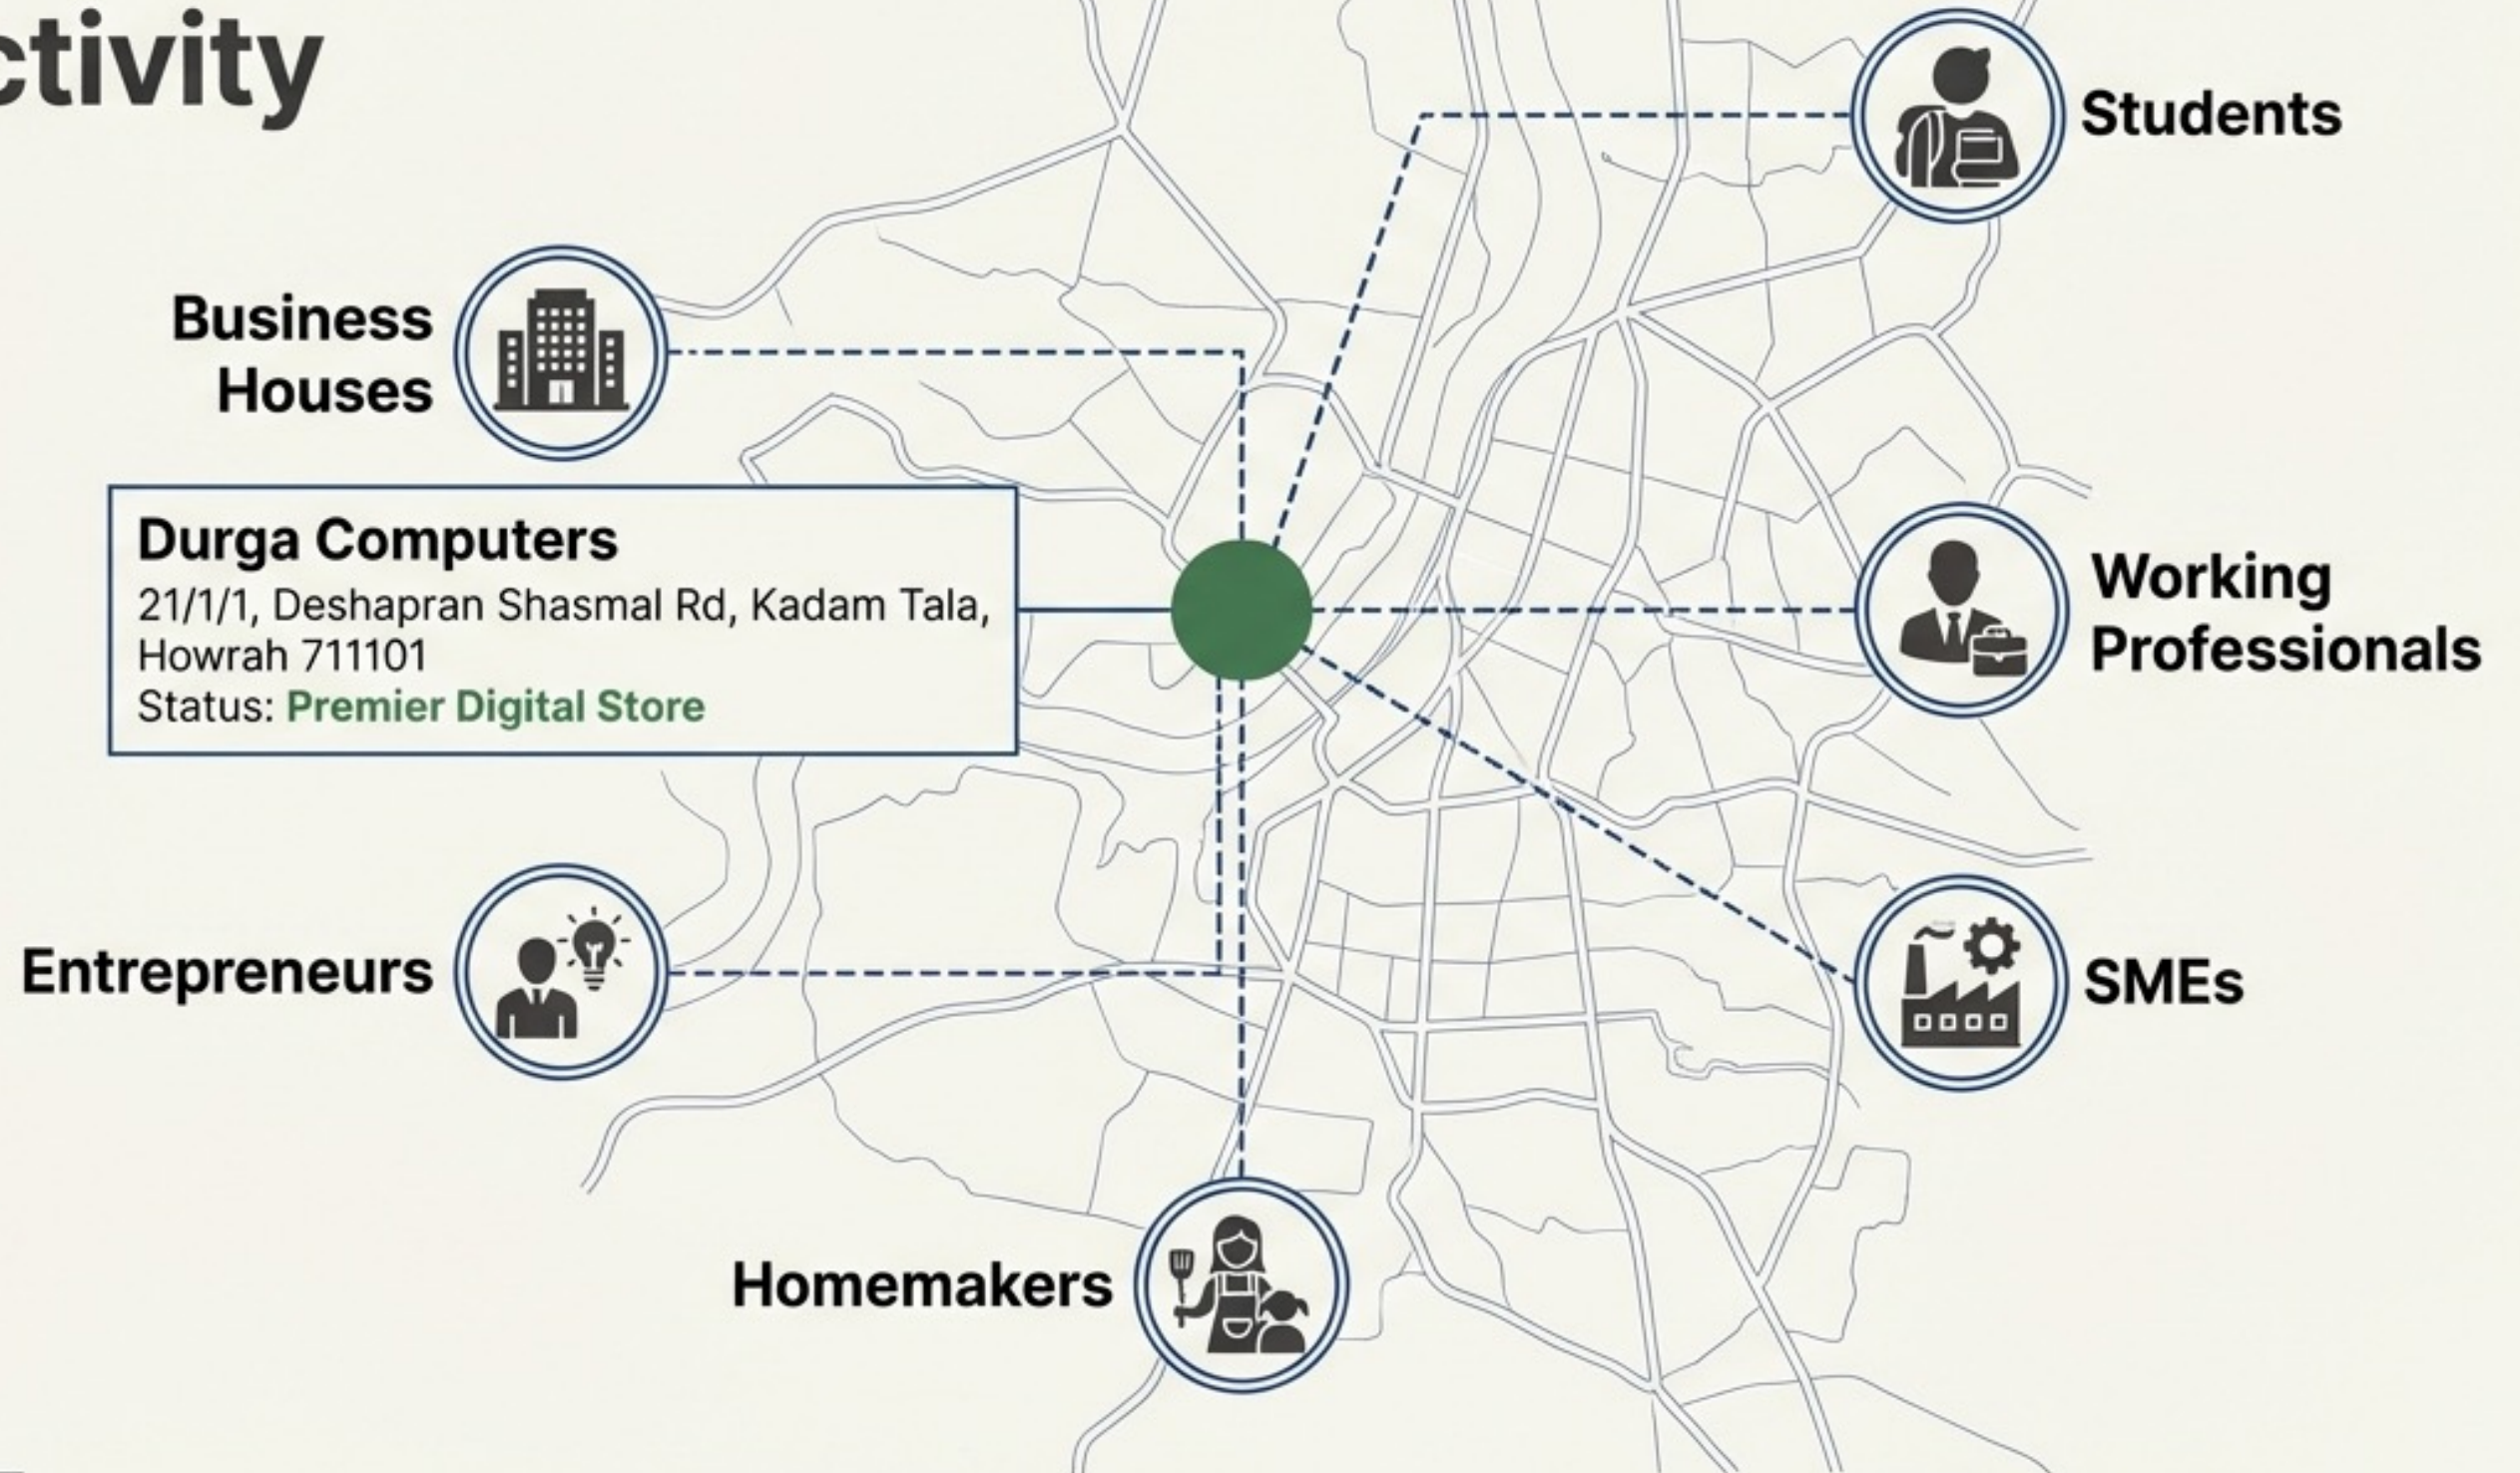 ctivity
Students
Business
Houses
Durga Computers
21/1/1, Deshapran Shasmal Rd, Kadam Tala,
Howrah 711101
Status: Premier Digital Store
Working
Professionals
Entrepreneurs
SMEs
Homemakers